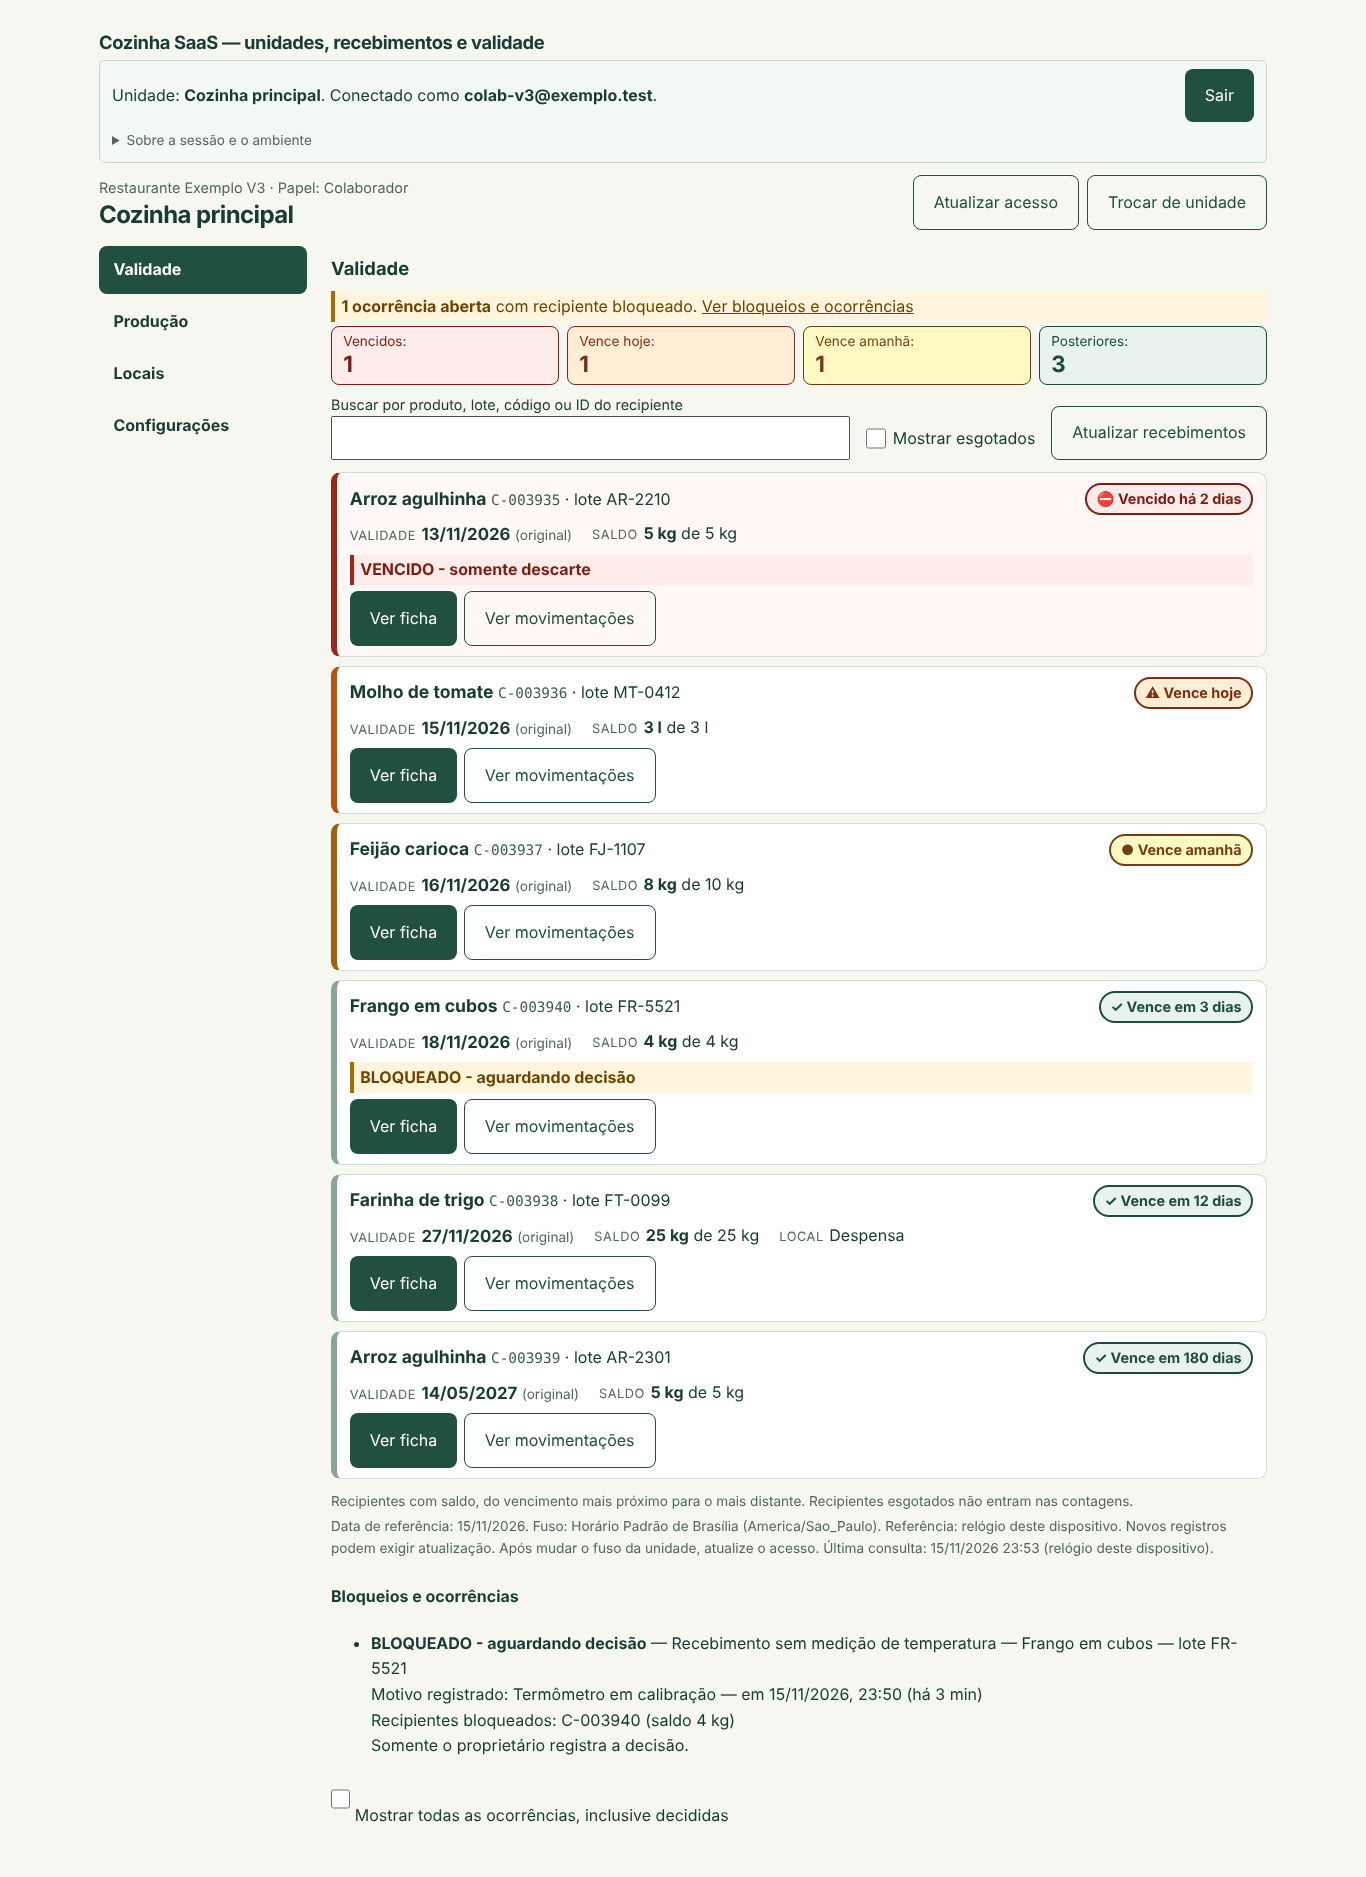 Cozinha SaaS — unidades, recebimentos e validade
Unidade: Cozinha principal. Conectado como colab-v3@exemplo.test.
Sair
▶ Sobre a sessão e o ambiente
Restaurante Exemplo V3 · Papel: Colaborador
Cozinha principal
Atualizar acesso
Trocar de unidade
Validade
Produção
Locais
Configurações
Validade
1 ocorrência aberta com recipiente bloqueado. Ver bloqueios e ocorrências
Vencidos:
1
Vence hoje:
1
Vence amanhã:
1
Posteriores:
3
Buscar por produto, lote, código ou ID do recipiente
Mostrar esgotados
Atualizar recebimentos
Arroz agulhinha C-003935 · lote AR-2210
⛔ Vencido há 2 dias
VALIDADE 13/11/2026 (original) SALDO 5 kg de 5 kg
VENCIDO - somente descarte
Ver ficha
Ver movimentações
Molho de tomate C-003936 · lote MT-0412
⚠ Vence hoje
VALIDADE 15/11/2026 (original) SALDO 3 l de 3 l
Ver ficha
Ver movimentações
Feijão carioca C-003937 · lote FJ-1107
● Vence amanhã
VALIDADE 16/11/2026 (original) SALDO 8 kg de 10 kg
Ver ficha
Ver movimentações
Frango em cubos C-003940 · lote FR-5521
✓ Vence em 3 dias
VALIDADE 18/11/2026 (original) SALDO 4 kg de 4 kg
BLOQUEADO - aguardando decisão
Ver ficha
Ver movimentações
Farinha de trigo C-003938 · lote FT-0099
✓ Vence em 12 dias
VALIDADE 27/11/2026 (original) SALDO 25 kg de 25 kg LOCAL Despensa
Ver ficha
Ver movimentações
Arroz agulhinha C-003939 · lote AR-2301
✓ Vence em 180 dias
VALIDADE 14/05/2027 (original) SALDO 5 kg de 5 kg
Ver ficha
Ver movimentações
Recipientes com saldo, do vencimento mais próximo para o mais distante. Recipientes esgotados não entram nas contagens.
Data de referência: 15/11/2026. Fuso: Horário Padrão de Brasília (America/Sao_Paulo). Referência: relógio deste dispositivo. Novos registros
podem exigir atualização. Após mudar o fuso da unidade, atualize o acesso. Última consulta: 15/11/2026 23:53 (relógio deste dispositivo).
Bloqueios e ocorrências
• BLOQUEADO - aguardando decisão — Recebimento sem medição de temperatura — Frango em cubos — lote FR-
5521
Motivo registrado: Termômetro em calibração — em 15/11/2026, 23:50 (há 3 min)
Recipientes bloqueados: C-003940 (saldo 4 kg)
Somente o proprietário registra a decisão.
Mostrar todas as ocorrências, inclusive decididas